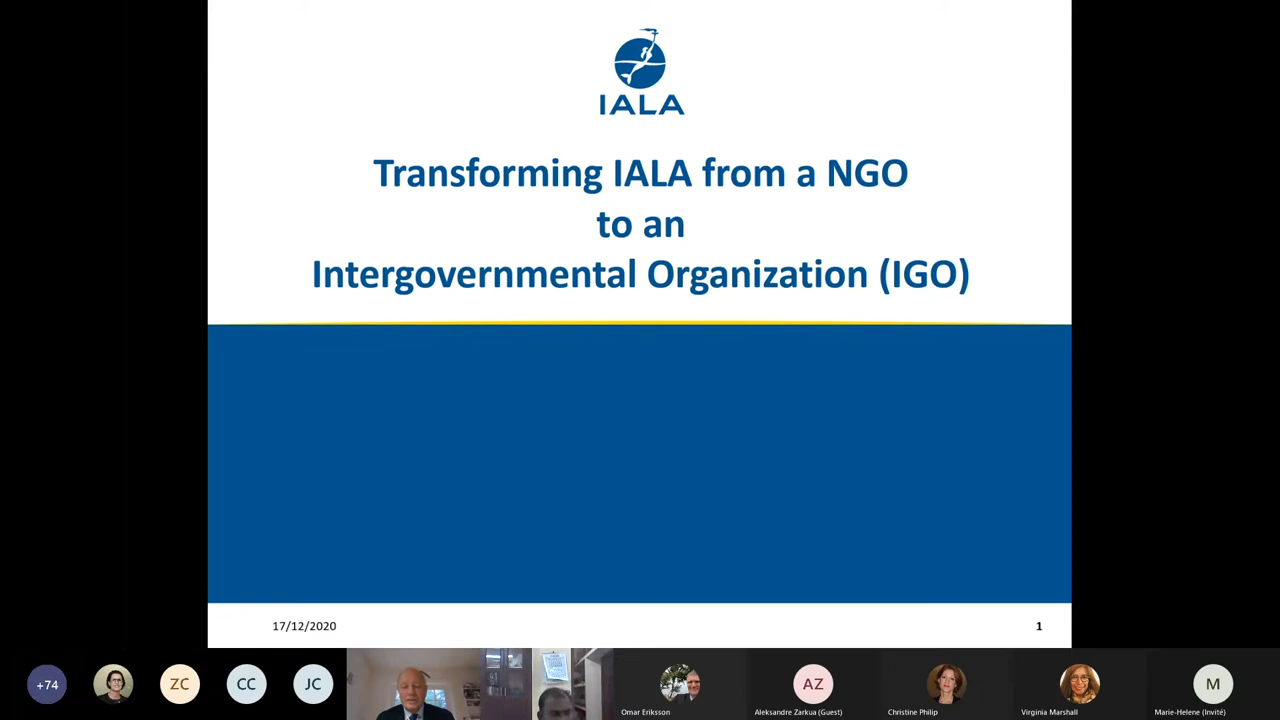 IALA
Transforming IALA from a NGO
to an
Intergovernmental Organization (IGO)
17/12/2020
1
+74
ZC
CC
JC
Omar Eriksson
AZ
Aleksandre Zarkua (Guest)
Christine Philip
Virginia Marshall
M
Marie-Helene (Invité)